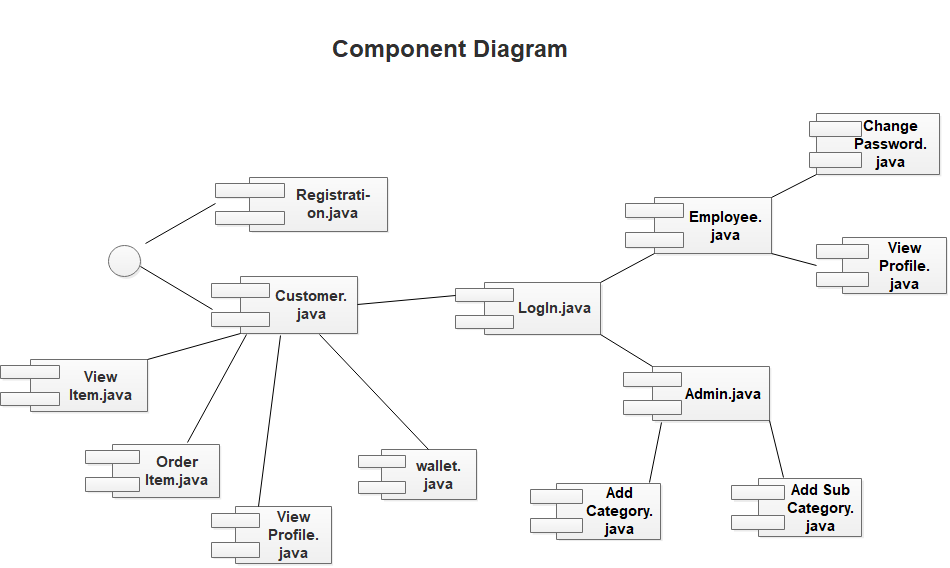 Component Diagram
Change
Password.
java
Registrati-
on.java
Employee.
java
View
Profile.
java
Customer.
java
LogIn.java
View
Item.java
Admin.java
Order
Item.java
wallet.
java
Add
Category.
java
Add Sub
Category.
java
View
Profile.
java